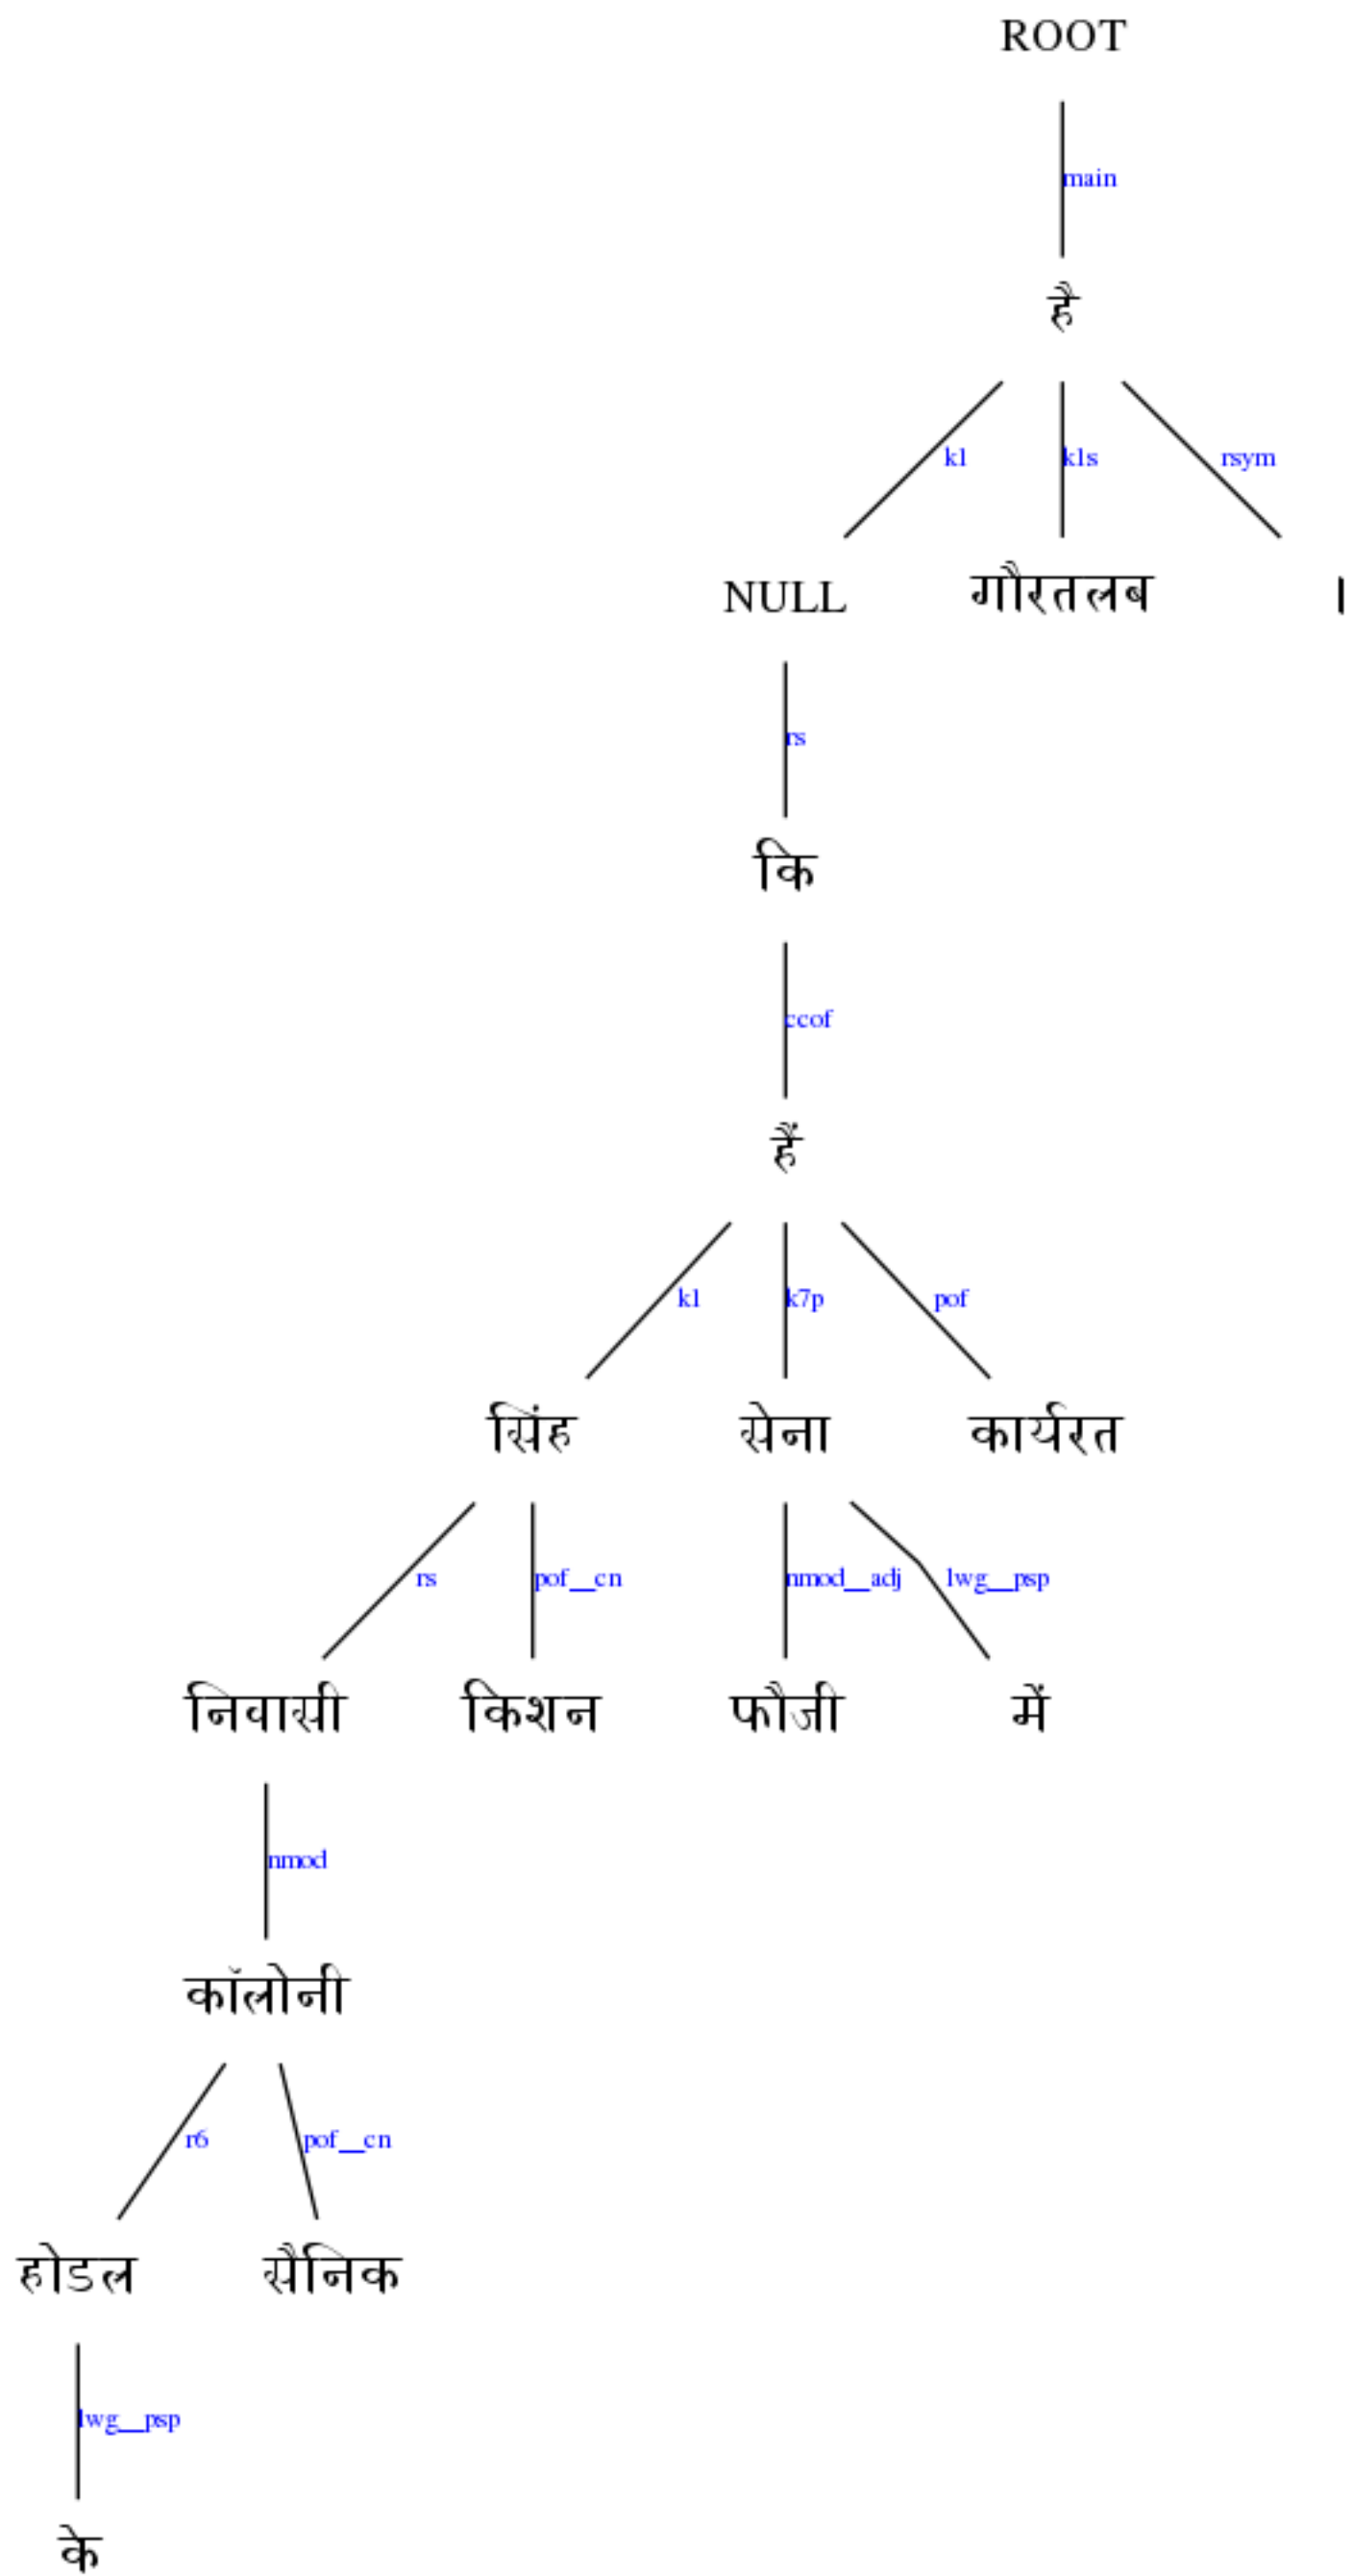 ROOT
main
है
k1 k1s rsym
NULL गौरतलब ।
rs
कि
ccof
हैं
k1 k7p pof
सिंह सेना कार्यरत
rs pof__cn nmod__adj lwg__psp
निवासी किशन फौजी में
nmod
कॉलोनी
r6 pof__cn
होडल सैनिक
lwg__psp
के